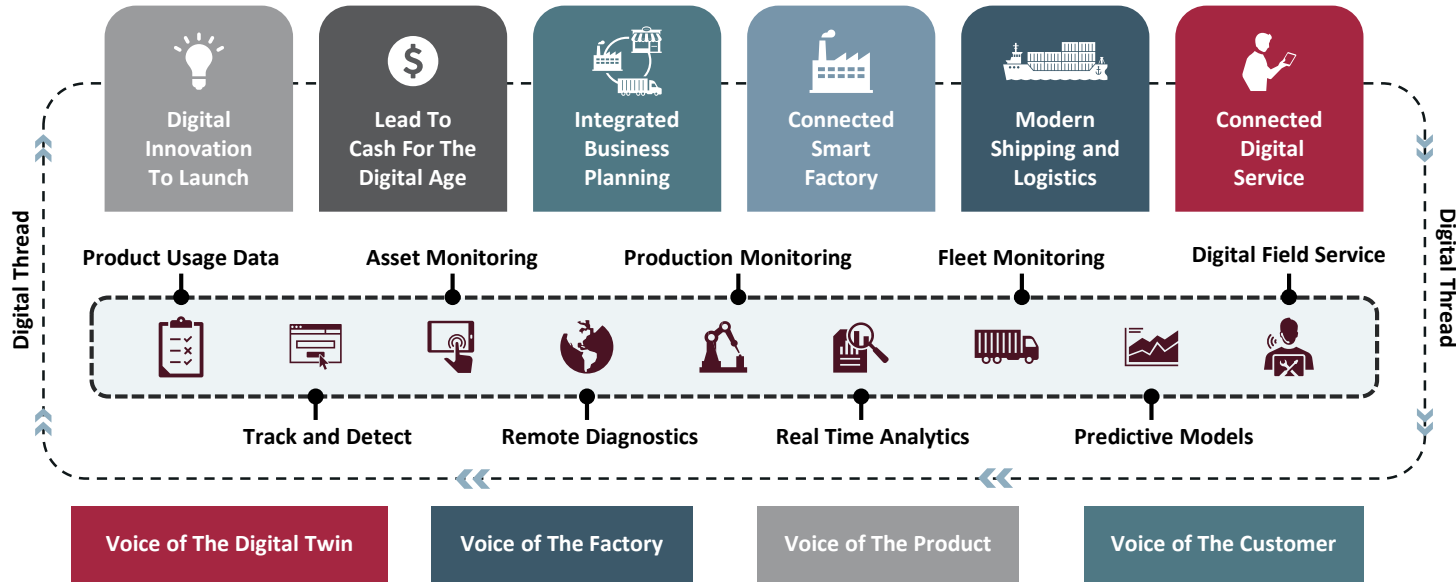 Digital
Innovation
To Launch
Lead To
Cash For The
Digital Age
Integrated
Business
Planning
Connected
Smart
Factory
Modern
Shipping and
Logistics
Connected
Digital
Service
Digital Thread
Digital Thread
Product Usage Data
Asset Monitoring
Production Monitoring
Fleet Monitoring
Digital Field Service
Track and Detect
Remote Diagnostics
Real Time Analytics
Predictive Models
Voice of The Digital Twin
Voice of The Factory
Voice of The Product
Voice of The Customer